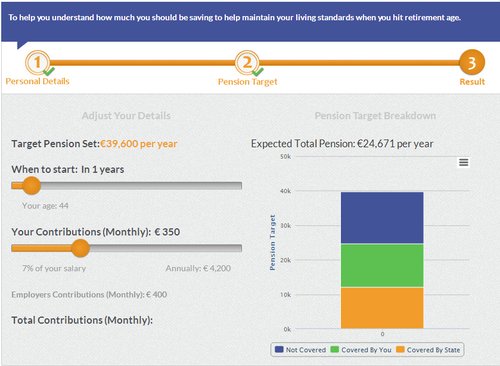 To help you understand how much you should be saving to help maintain your living standards when you hit retirement age.
1
2
3
Personal Details
Pension Target
Result
Adjust Your Details
Target Pension Set:€39,600 per year
When to start: In 1 years
Your age: 44
Your Contributions (Monthly): € 350
7% of your salary
Annually: € 4,200
Employers Contributions (Monthly): € 400
Total Contributions (Monthly):
Pension Target Breakdown
Expected Total Pension: €24,671 per year
50k
40k
30k
20k
10k
0k
Pension Target
0
Not Covered
Covered By You
Covered By State